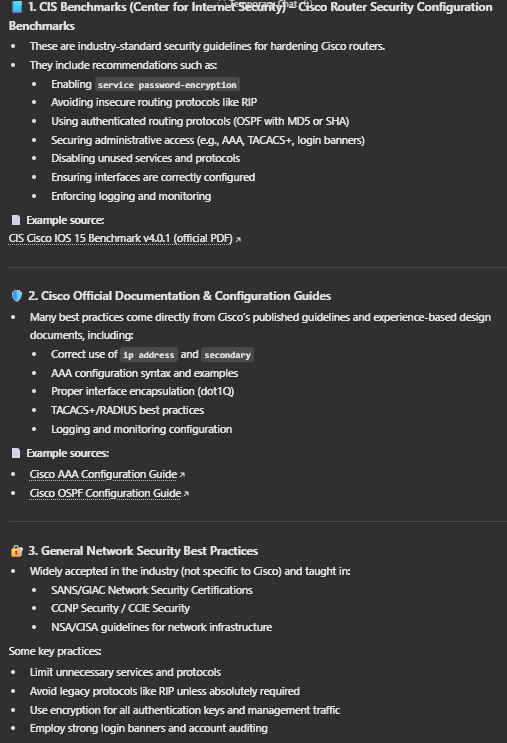 Temporary Chat
1. CIS Benchmarks (Center for Internet Security) – Cisco Router Security Configuration
Benchmarks
• These are industry-standard security guidelines for hardening Cisco routers.
• They include recommendations such as:
• Enabling service password-encryption
• Avoiding insecure routing protocols like RIP
• Using authenticated routing protocols (OSPF with MD5 or SHA)
• Securing administrative access (e.g., AAA, TACACS+, login banners)
• Disabling unused services and protocols
• Ensuring interfaces are correctly configured
• Enforcing logging and monitoring
Example source:
CIS Cisco IOS 15 Benchmark v4.0.1 (official PDF) ↗
2. Cisco Official Documentation & Configuration Guides
• Many best practices come directly from Cisco's published guidelines and experience-based design
documents, including:
• Correct use of ip address and secondary
• AAA configuration syntax and examples
• Proper interface encapsulation (dot1Q)
• TACACS+/RADIUS best practices
• Logging and monitoring configuration
Example sources:
• Cisco AAA Configuration Guide ↗
• Cisco OSPF Configuration Guide ↗
3. General Network Security Best Practices
• Widely accepted in the industry (not specific to Cisco) and taught in:
• SANS/GIAC Network Security Certifications
• CCNP Security / CCIE Security
• NSA/CISA guidelines for network infrastructure
Some key practices:
• Limit unnecessary services and protocols
• Avoid legacy protocols like RIP unless absolutely required
• Use encryption for all authentication keys and management traffic
• Employ strong login banners and account auditing